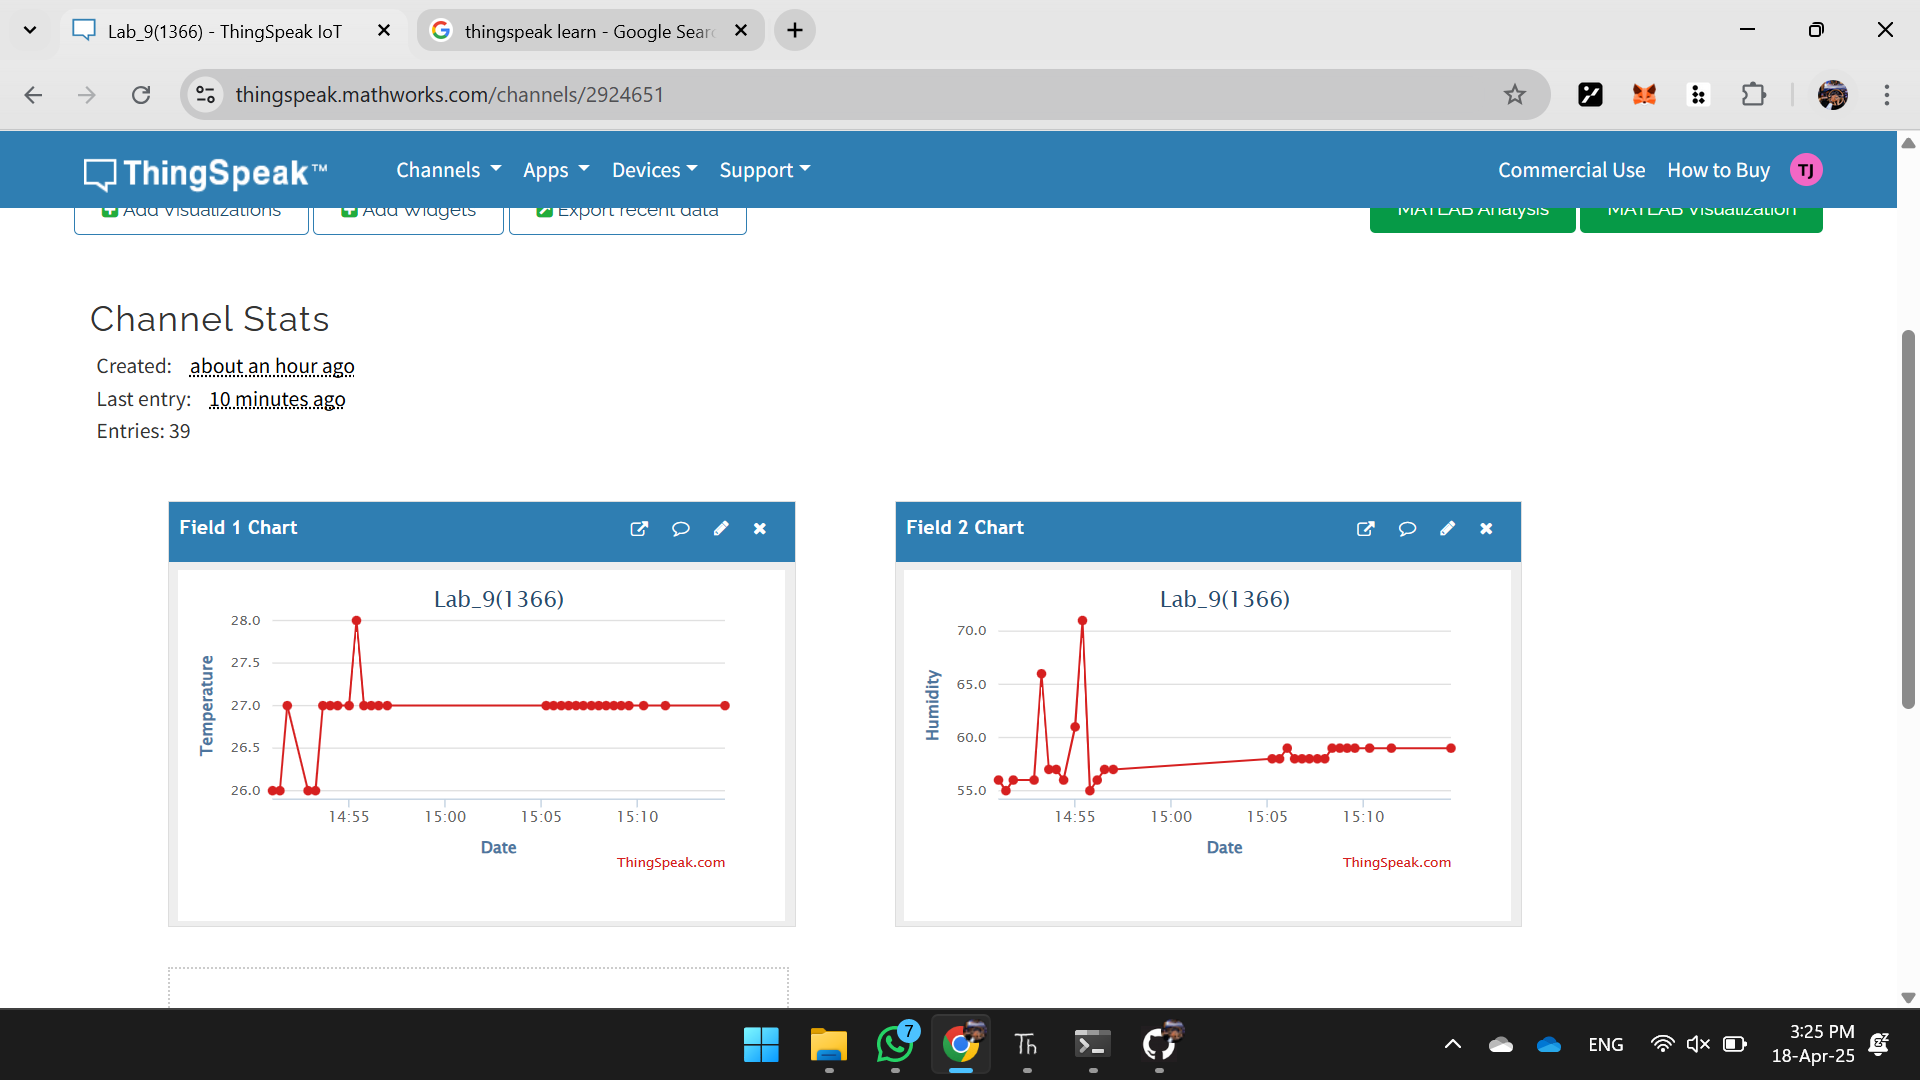 Lab_9(1366) - ThingSpeak IoT
thingspeak learn - Google Sear
thingspeak.mathworks.com/channels/2924651
ThingSpeak™
Channels
Apps
Devices
Support
Commercial Use
How to Buy
TJ
Add Visualizations
Add Widgets
Export recent data
MATLAB Analysis
MATLAB Visualization
Channel Stats
Created: about an hour ago
Last entry: 10 minutes ago
Entries: 39
Field 1 Chart
Lab_9(1366)
Temperature
28.0
27.5
27.0
26.5
26.0
14:55 15:00 15:05 15:10
Date
ThingSpeak.com
Field 2 Chart
Lab_9(1366)
Humidity
70.0
65.0
60.0
55.0
14:55 15:00 15:05 15:10
Date
ThingSpeak.com
7
Th
ENG
3:25 PM
18-Apr-25